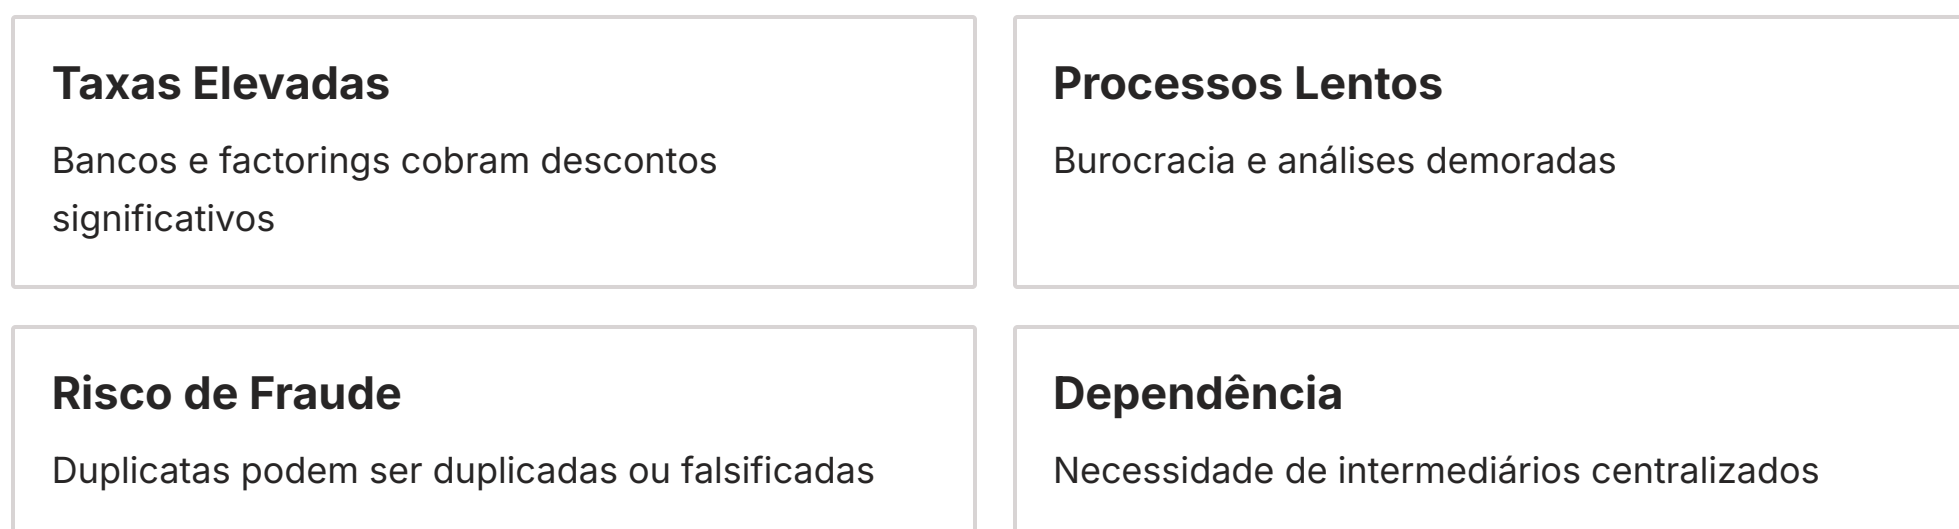 Taxas Elevadas
Bancos e factorings cobram descontos
significativos
Processos Lentos
Burocracia e análises demoradas
Risco de Fraude
Duplicatas podem ser duplicadas ou falsificadas
Dependência
Necessidade de intermediários centralizados